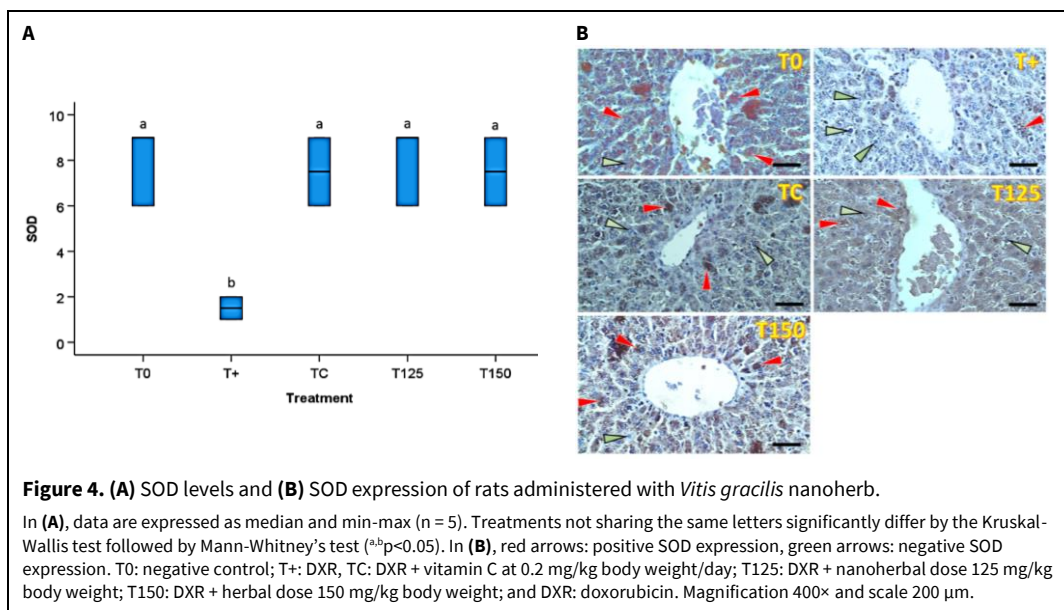 A
B
10
8
6
4
2
0
SOD
a
b
a
a
a
T0
T+
TC
T125
T150
Treatment
T0
T+
TC
T125
T150
Figure 4. (A) SOD levels and (B) SOD expression of rats administered with Vitis gracilis nanoherb.
In (A), data are expressed as median and min-max (n = 5). Treatments not sharing the same letters significantly differ by the Kruskal-
Wallis test followed by Mann-Whitney's test (a,bp<0.05). In (B), red arrows: positive SOD expression, green arrows: negative SOD
expression. T0: negative control; T+: DXR, TC: DXR + vitamin C at 0.2 mg/kg body weight/day; T125: DXR + nanoherbal dose 125 mg/kg
body weight; T150: DXR + herbal dose 150 mg/kg body weight; and DXR: doxorubicin. Magnification 400× and scale 200 μm.